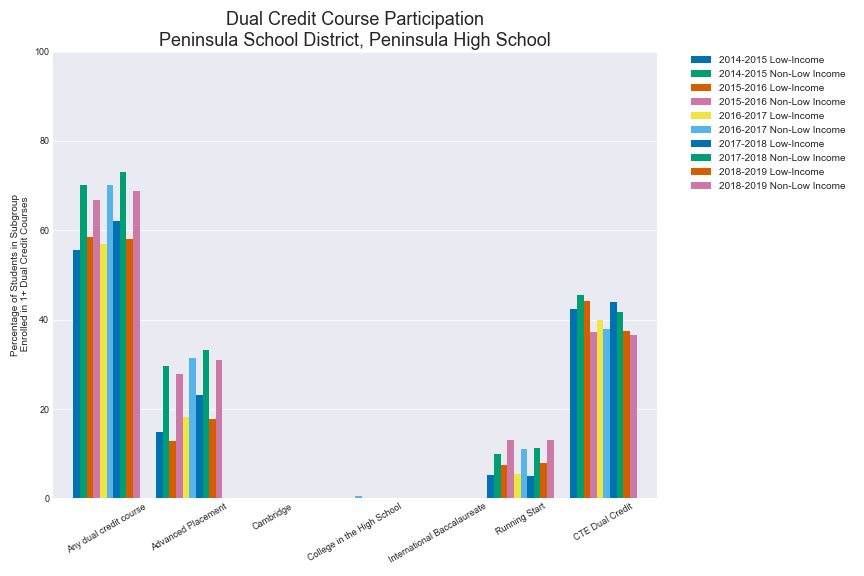 Dual Credit Course Participation
Peninsula School District, Peninsula High School
Percentage of Students in Subgroup
Enrolled in 1+ Dual Credit Courses
100
80
60
40
20
0
Any dual credit course
Advanced Placement
Cambridge
College in the High School
International Baccalaureate
Running Start
CTE Dual Credit
2014-2015 Low-Income
2014-2015 Non-Low Income
2015-2016 Low-Income
2015-2016 Non-Low Income
2016-2017 Low-Income
2016-2017 Non-Low Income
2017-2018 Low-Income
2017-2018 Non-Low Income
2018-2019 Low-Income
2018-2019 Non-Low Income